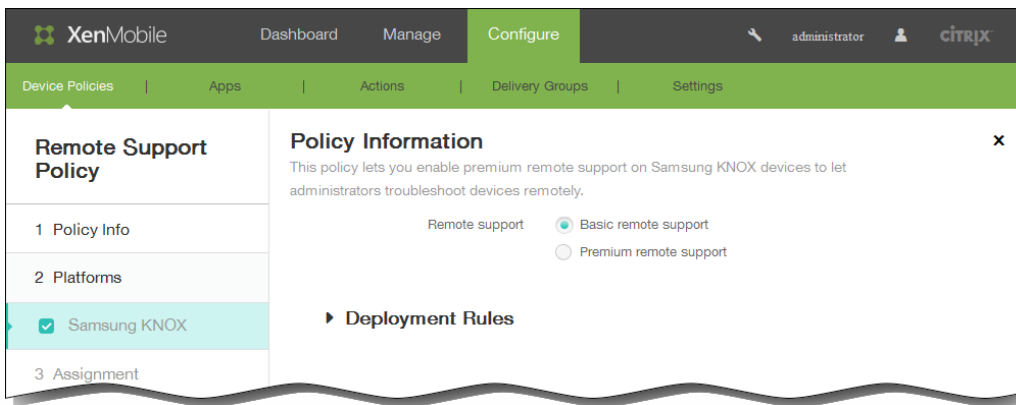 XenMobile Dashboard Manage Configure administrator CITRIX
Device Policies | Apps | Actions | Delivery Groups | Settings
Remote Support
Policy
1 Policy Info
2 Platforms
Samsung KNOX
3 Assignment
Policy Information
This policy lets you enable premium remote support on Samsung KNOX devices to let
administrators troubleshoot devices remotely.
Remote support Basic remote support
Premium remote support
Deployment Rules